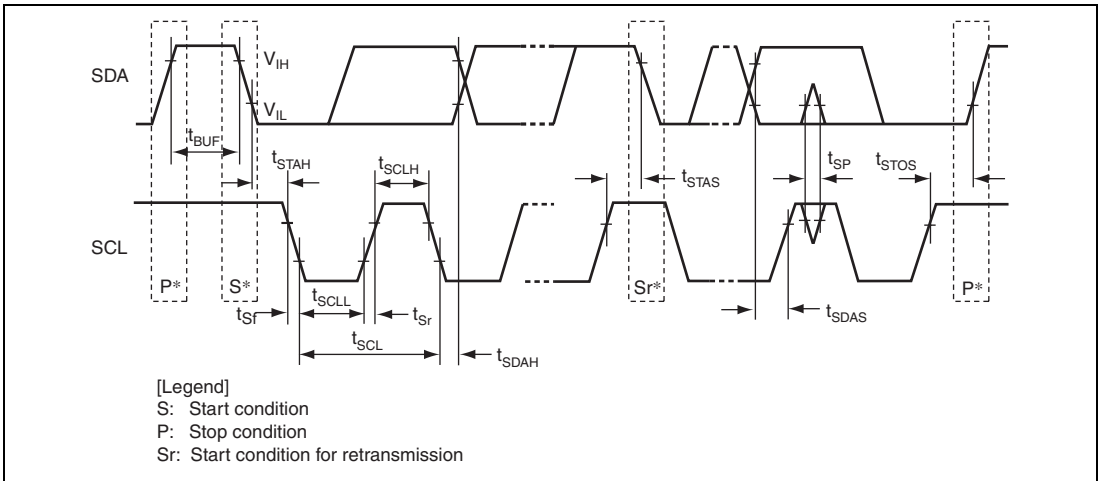 SDA
V_IH
V_IL
t_BUF
t_STAH
t_SCLH
t_STAS
t_SP
t_STOS
SCL
P*
S*
Sr*
P*
t_Sf
t_SCLL
t_Sr
t_SCL
t_SDAH
t_SDAS
[Legend]
S: Start condition
P: Stop condition
Sr: Start condition for retransmission